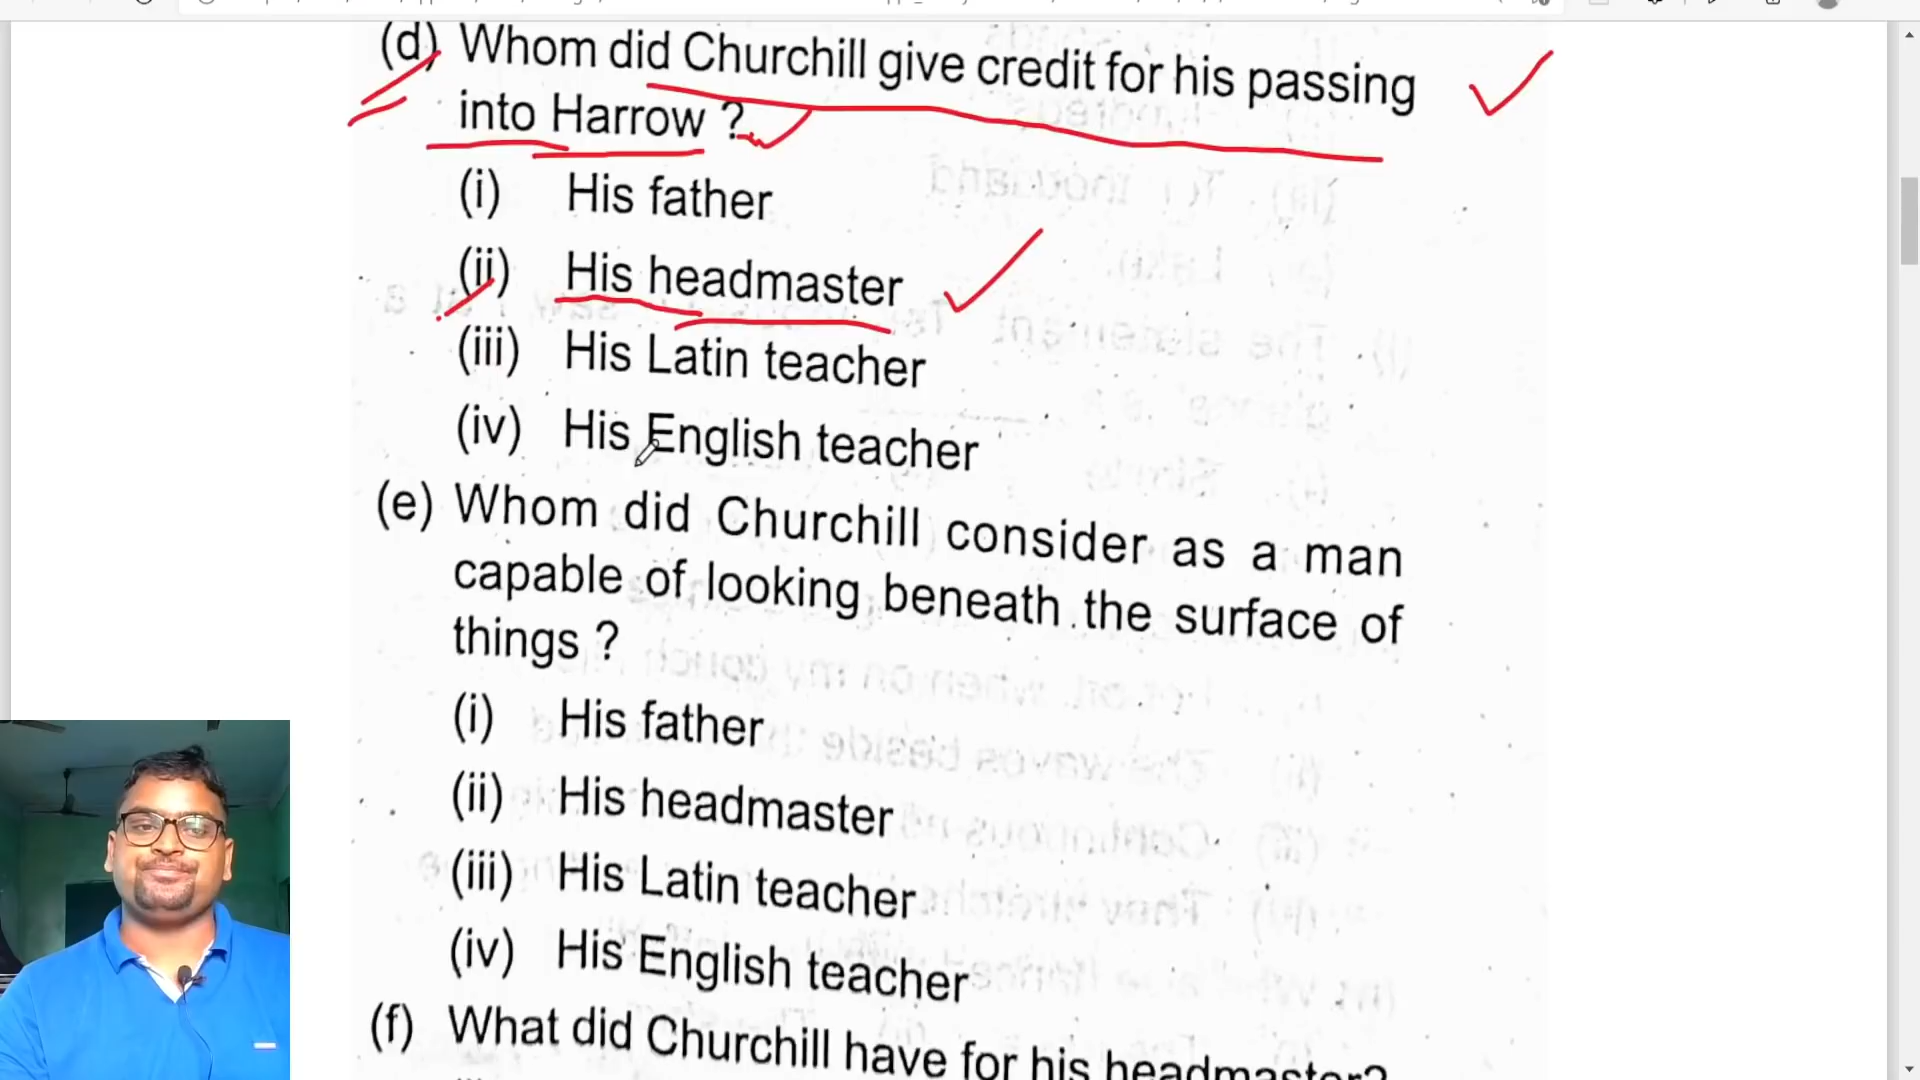 (d) Whom did Churchill give credit for his passing
into Harrow ?
(i) His father
(ii) His headmaster
(iii) His Latin teacher
(iv) His English teacher
(e) Whom did Churchill consider as a man
capable of looking beneath the surface of
things ?
(i) His father
(ii) His headmaster
(iii) His Latin teacher
(iv) His English teacher
(f) What did Churchill have for his headmaster?